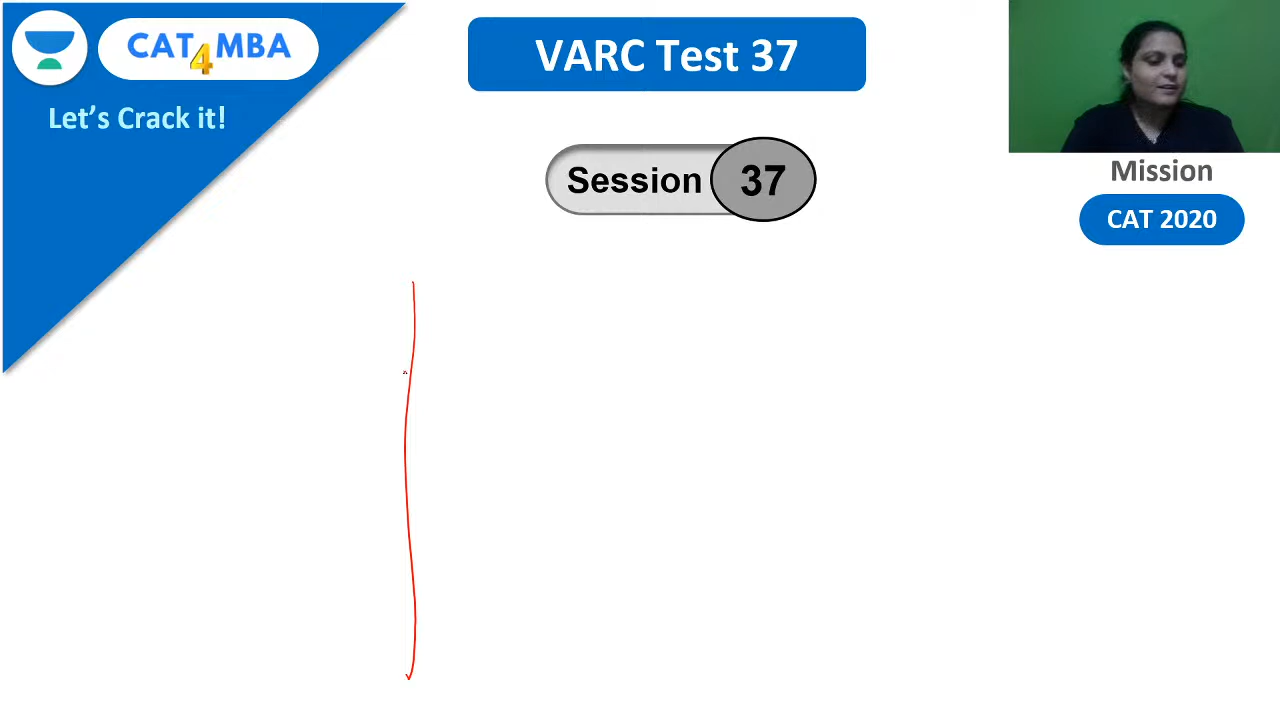 CAT4MBA
Let's Crack it!
VARC Test 37
Session 37
Mission
CAT 2020